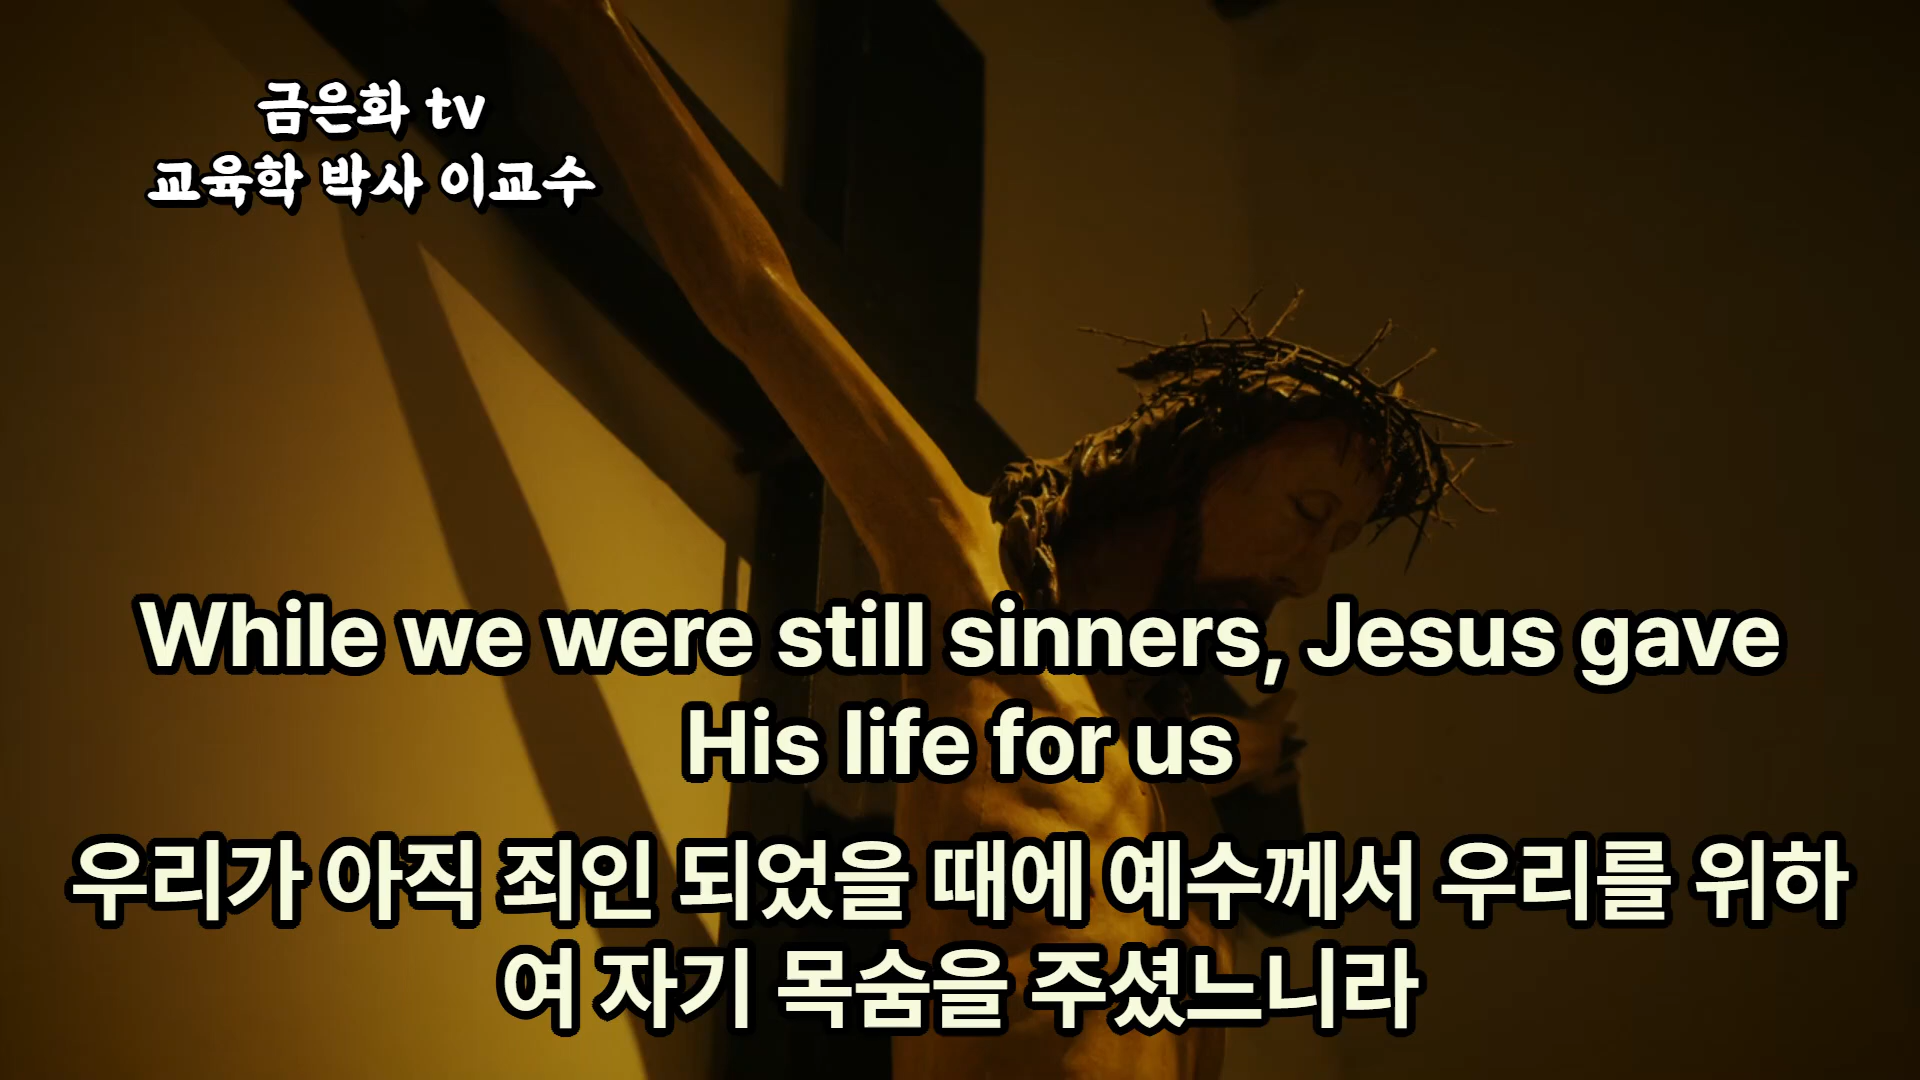 금은화 tv
교육학 박사 이교수
While we were still sinners, Jesus gave
His life for us
우리가 아직 죄인 되었을 때에 예수께서 우리를 위하
여 자기 목숨을 주셨느니라